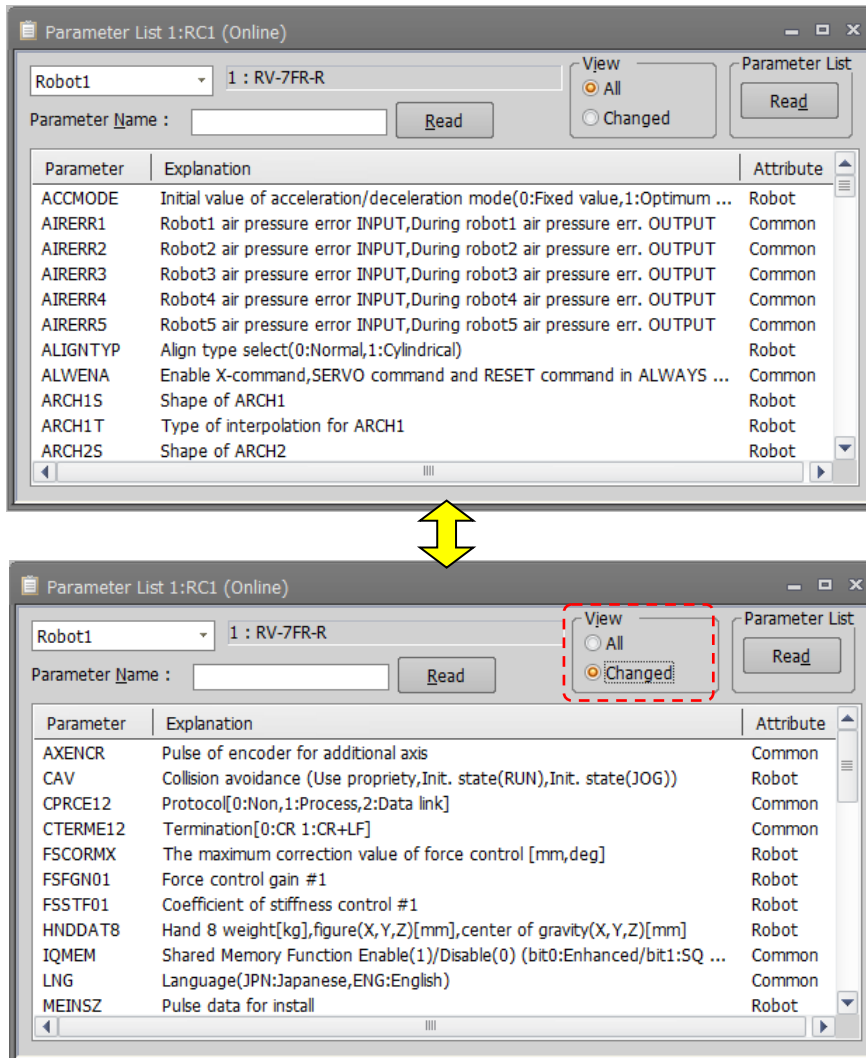 Parameter List 1:RC1 (Online)
Robot1 1 : RV-7FR-R
View
All
Changed
Parameter List
Read
Parameter Name : Read
Parameter Explanation Attribute
ACCMODE Initial value of acceleration/deceleration mode(0:Fixed value,1:Optimum ... Robot
AIRERR1 Robot1 air pressure error INPUT,During robot1 air pressure err. OUTPUT Common
AIRERR2 Robot2 air pressure error INPUT,During robot2 air pressure err. OUTPUT Common
AIRERR3 Robot3 air pressure error INPUT,During robot3 air pressure err. OUTPUT Common
AIRERR4 Robot4 air pressure error INPUT,During robot4 air pressure err. OUTPUT Common
AIRERR5 Robot5 air pressure error INPUT,During robot5 air pressure err. OUTPUT Common
ALIGNTYP Align type select(0:Normal,1:Cylindrical) Robot
ALWENA Enable X-command,SERVO command and RESET command in ALWAYS ... Common
ARCH1S Shape of ARCH1 Robot
ARCH1T Type of interpolation for ARCH1 Robot
ARCH2S Shape of ARCH2 Robot
Parameter List 1:RC1 (Online)
Robot1 1 : RV-7FR-R
View
All
Changed
Parameter List
Read
Parameter Name : Read
Parameter Explanation Attribute
AXENCR Pulse of encoder for additional axis Common
CAV Collision avoidance (Use propriety,Init. state(RUN),Init. state(JOG)) Robot
CPRCE12 Protocol[0:Non,1:Process,2:Data link] Common
CTERME12 Termination[0:CR 1:CR+LF] Common
FSCORMX The maximum correction value of force control [mm,deg] Robot
FSFGN01 Force control gain #1 Robot
FSSTF01 Coefficient of stiffness control #1 Robot
HNDDAT8 Hand 8 weight[kg],figure(X,Y,Z)[mm],center of gravity(X,Y,Z)[mm] Robot
IQMEM Shared Memory Function Enable(1)/Disable(0) (bit0:Enhanced/bit1:SQ ... Common
LNG Language(JPN:Japanese,ENG:English) Common
MEINSZ Pulse data for install Robot